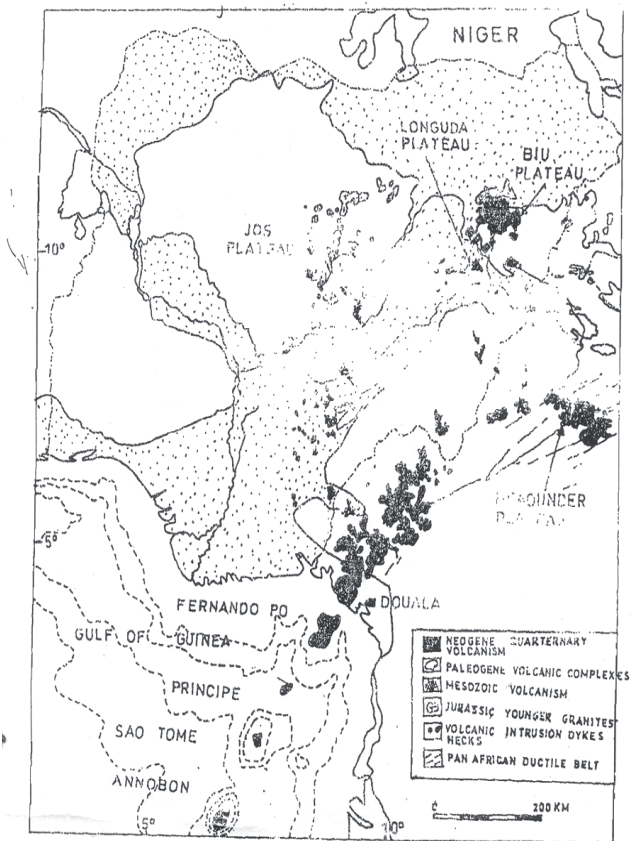 NIGER
LONGUDA
PLATEAU
BIU
PLATEAU
JOS
PLATEAU
10°
5°
DOUALA
FERNANDO PO
GULF OF GUINEA
PRINCIPE
SAO TOME
ANNOBON
5°
10°
NEOGENE QUARTERNARY
VOLCANISM
PALEOGENE VOLCANIC COMPLEXES
MESOZOIC VOLCANISM
JURASSIC YOUNGER GRANITES
VOLCANIC INTRUSION DYKES
NECKS
PAN AFRICAN DUCTILE BELT
200 KM